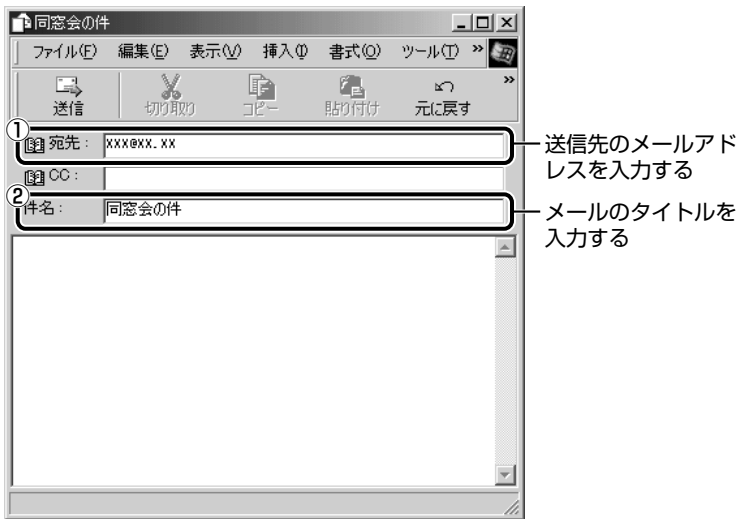 同窓会の件
ファイル(F) 編集(E) 表示(V) 挿入(I) 書式(O) ツール(T) »
送信 切り取り コピー 貼り付け 元に戻す »
① 宛先: xxx@xx.xx
送信先のメールアド
レスを入力する
CC:
② 件名: 同窓会の件
メールのタイトルを
入力する